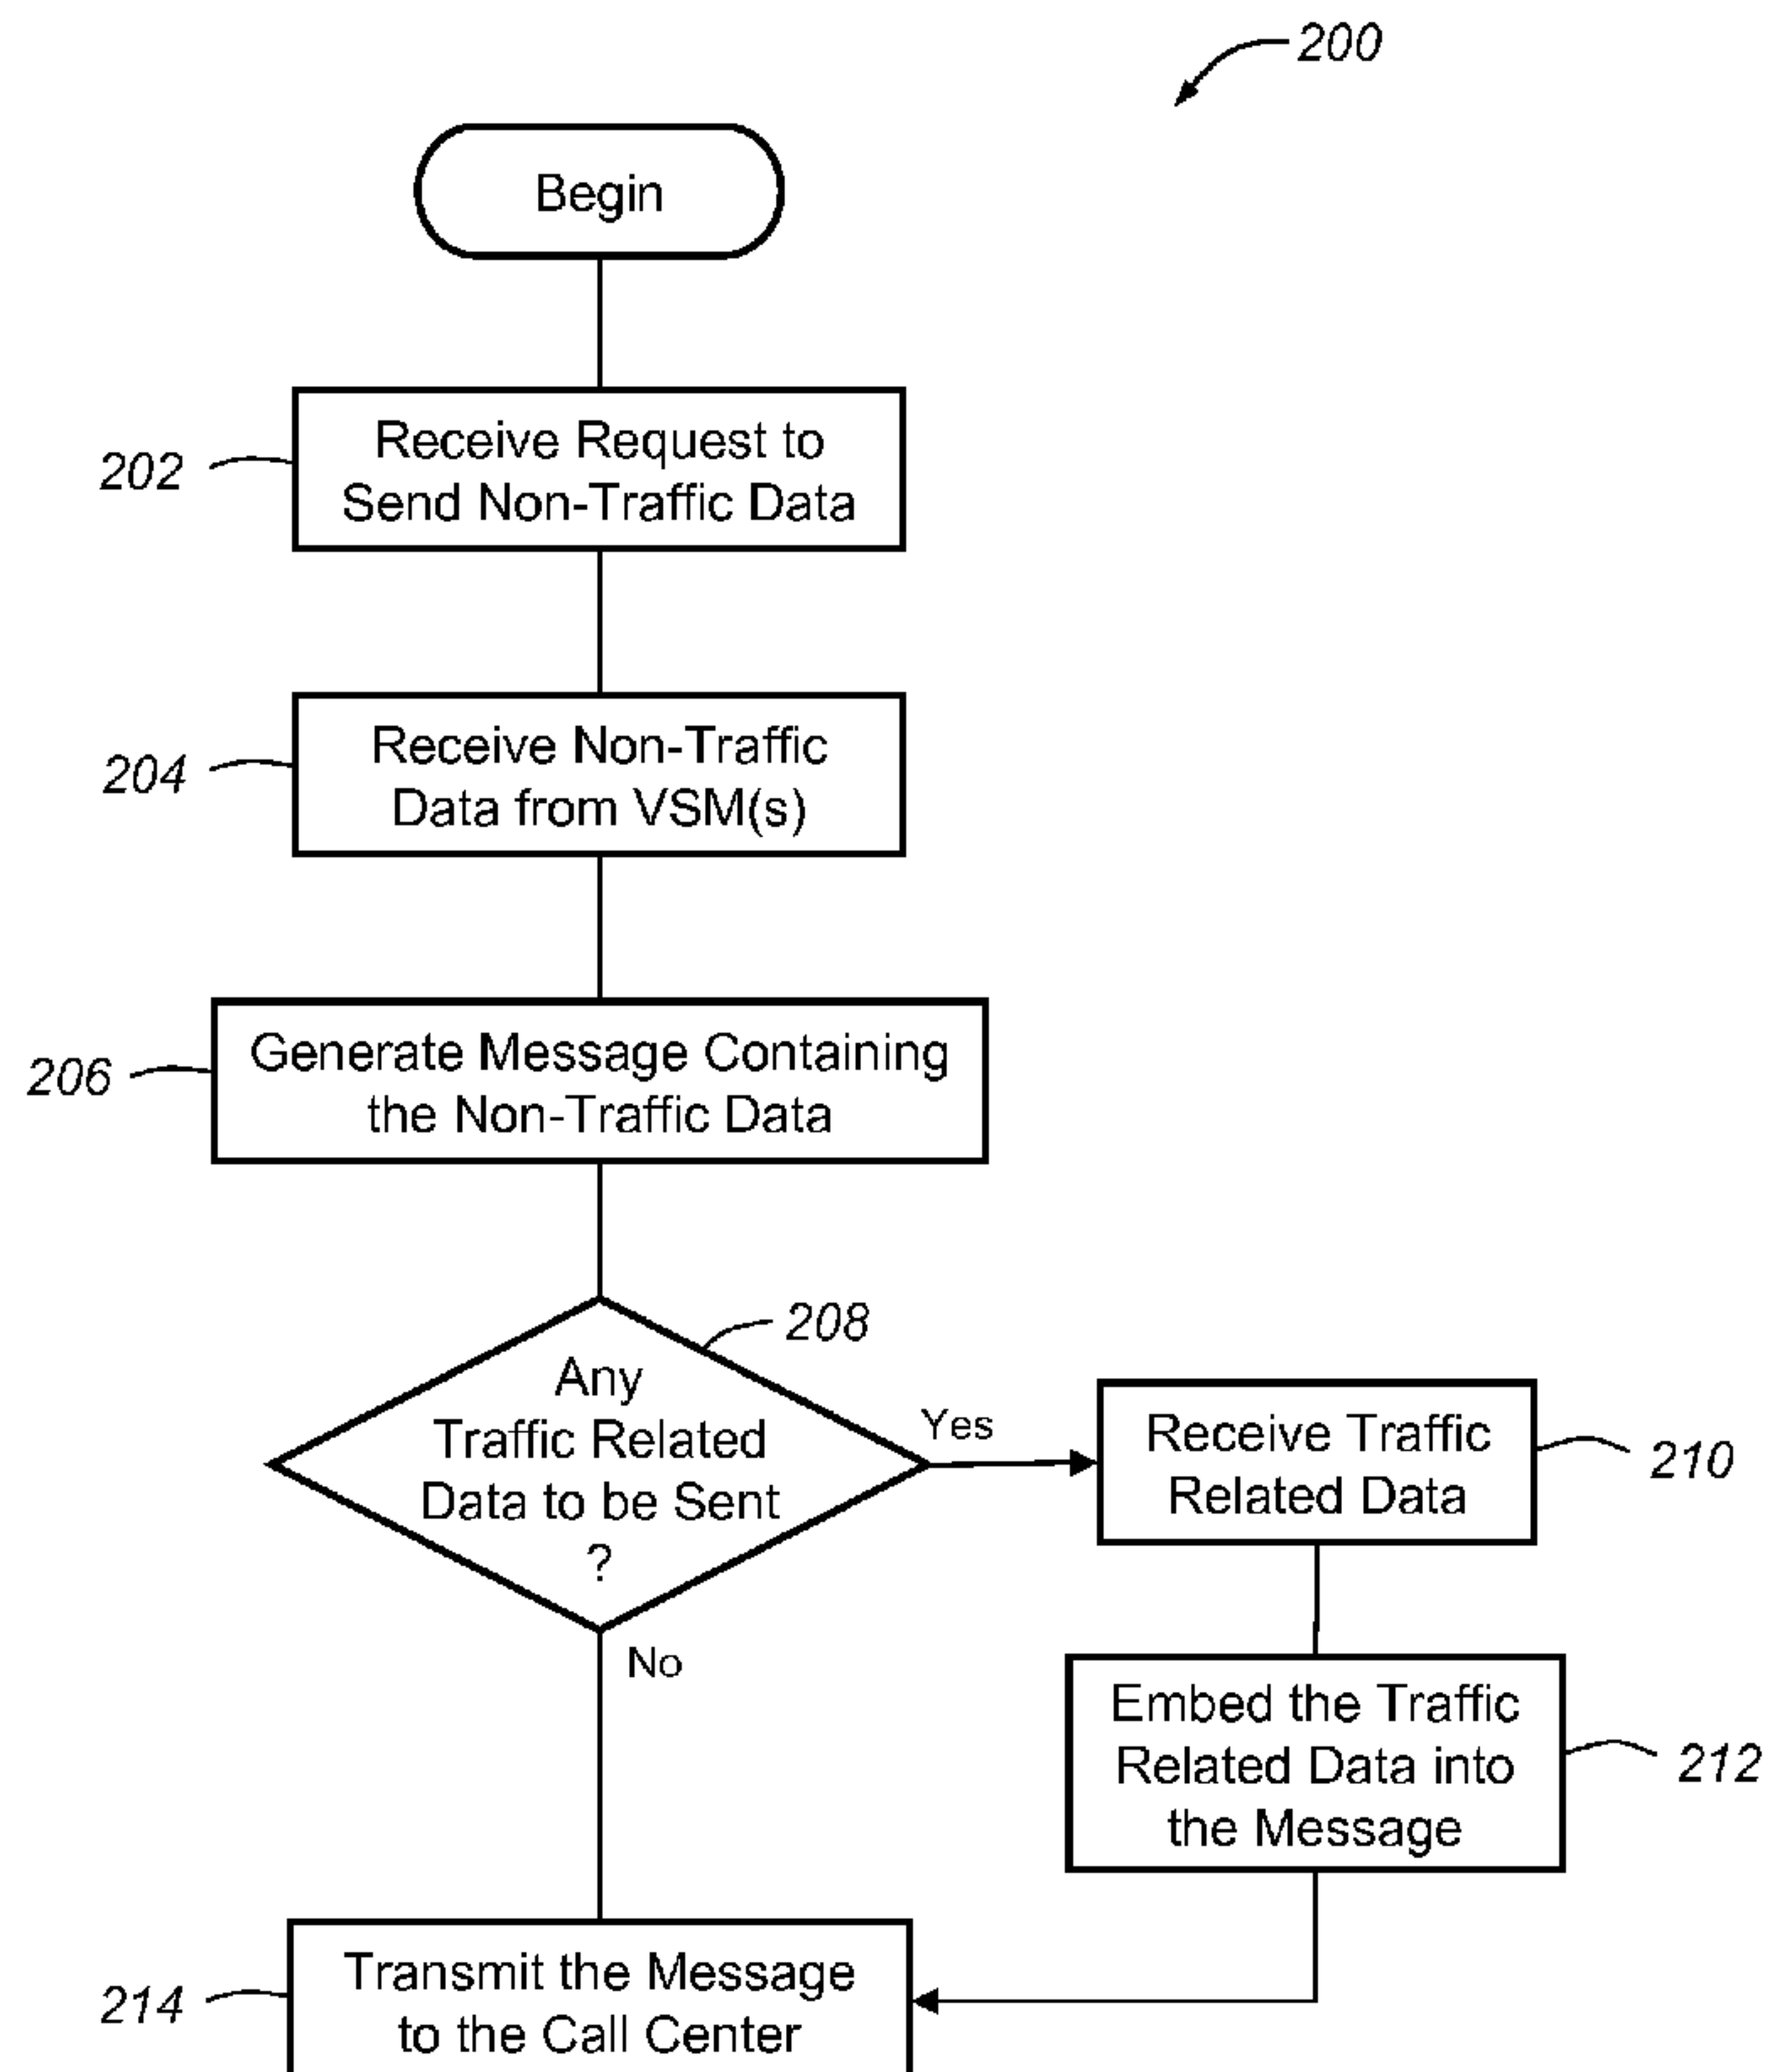 200
Begin
202
Receive Request to
Send Non-Traffic Data
204
Receive Non-Traffic
Data from VSM(s)
206
Generate Message Containing
the Non-Traffic Data
208
Any
Traffic Related
Data to be Sent
?
Yes
No
Receive Traffic
Related Data
210
Embed the Traffic
Related Data into
the Message
212
214
Transmit the Message
to the Call Center